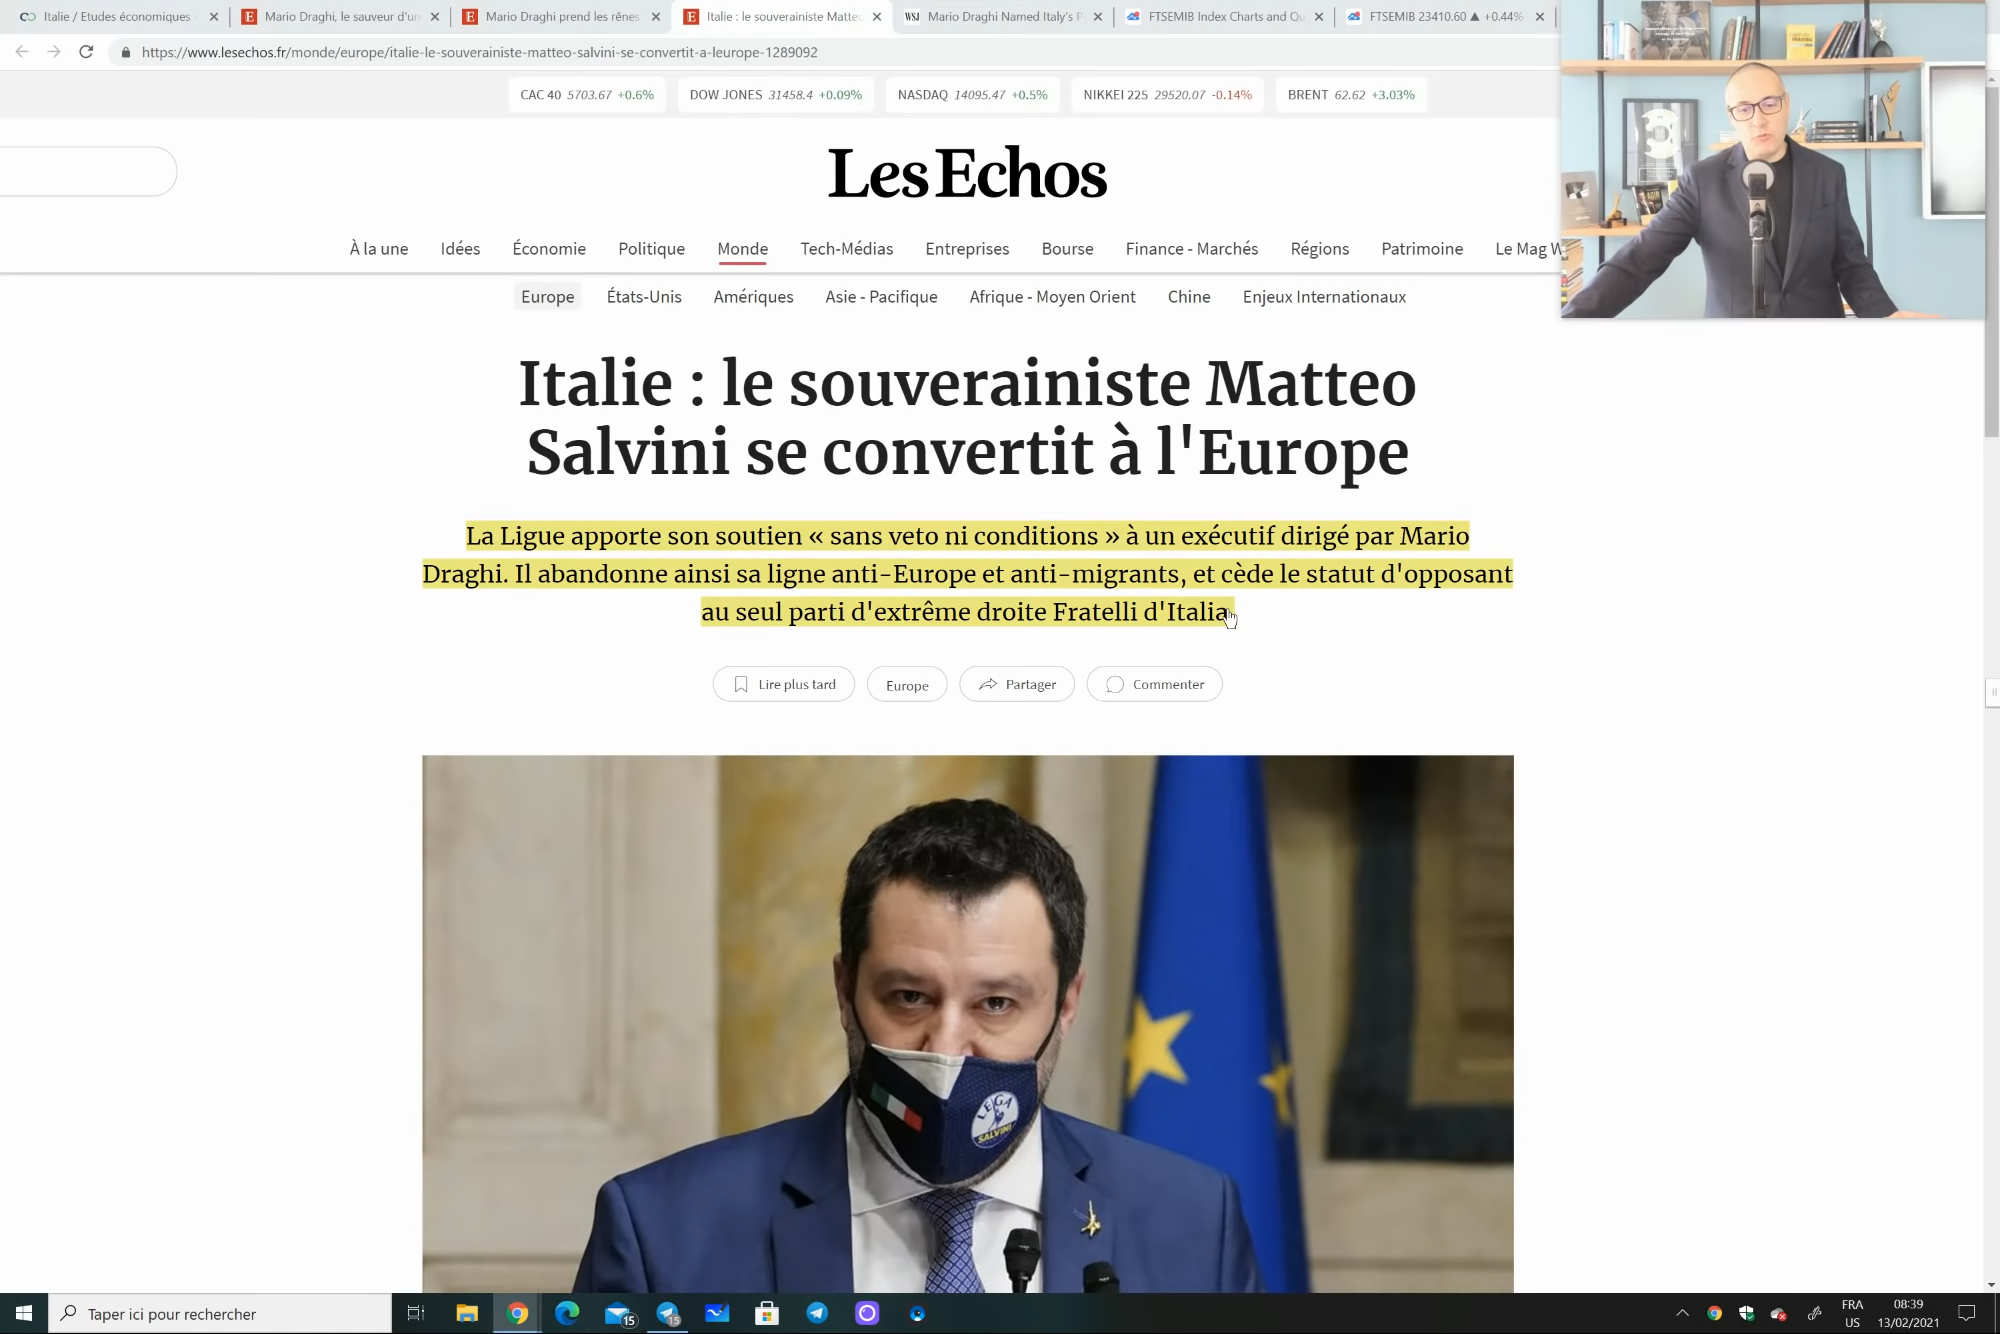 Italie / Etudes économiques
Mario Draghi, le sauveur d'un
Mario Draghi prend les rênes
Italie : le souverainiste Matteo
WSJ Mario Draghi Named Italy's P
FTSEMIB Index Charts and Qu
FTSEMIB 23410.60 ▲ +0.44%
https://www.lesechos.fr/monde/europe/italie-le-souverainiste-matteo-salvini-se-convertit-a-leurope-1289092
CAC 40 5703.67 +0.6% DOW JONES 31458.4 +0.09% NASDAQ 14095.47 +0.5% NIKKEI 225 29520.07 -0.14% BRENT 62.62 +3.03%
Les Echos
À la une Idées Économie Politique Monde Tech-Médias Entreprises Bourse Finance - Marchés Régions Patrimoine Le Mag W
Europe États-Unis Amériques Asie - Pacifique Afrique - Moyen Orient Chine Enjeux Internationaux
Italie : le souverainiste Matteo
Salvini se convertit à l'Europe
La Ligue apporte son soutien « sans veto ni conditions » à un exécutif dirigé par Mario
Draghi. Il abandonne ainsi sa ligne anti-Europe et anti-migrants, et cède le statut d'opposant
au seul parti d'extrême droite Fratelli d'Italia
Lire plus tard Europe Partager Commenter
LEGA
SALVINI
Taper ici pour rechercher
15
15
FRA
US
08:39
13/02/2021